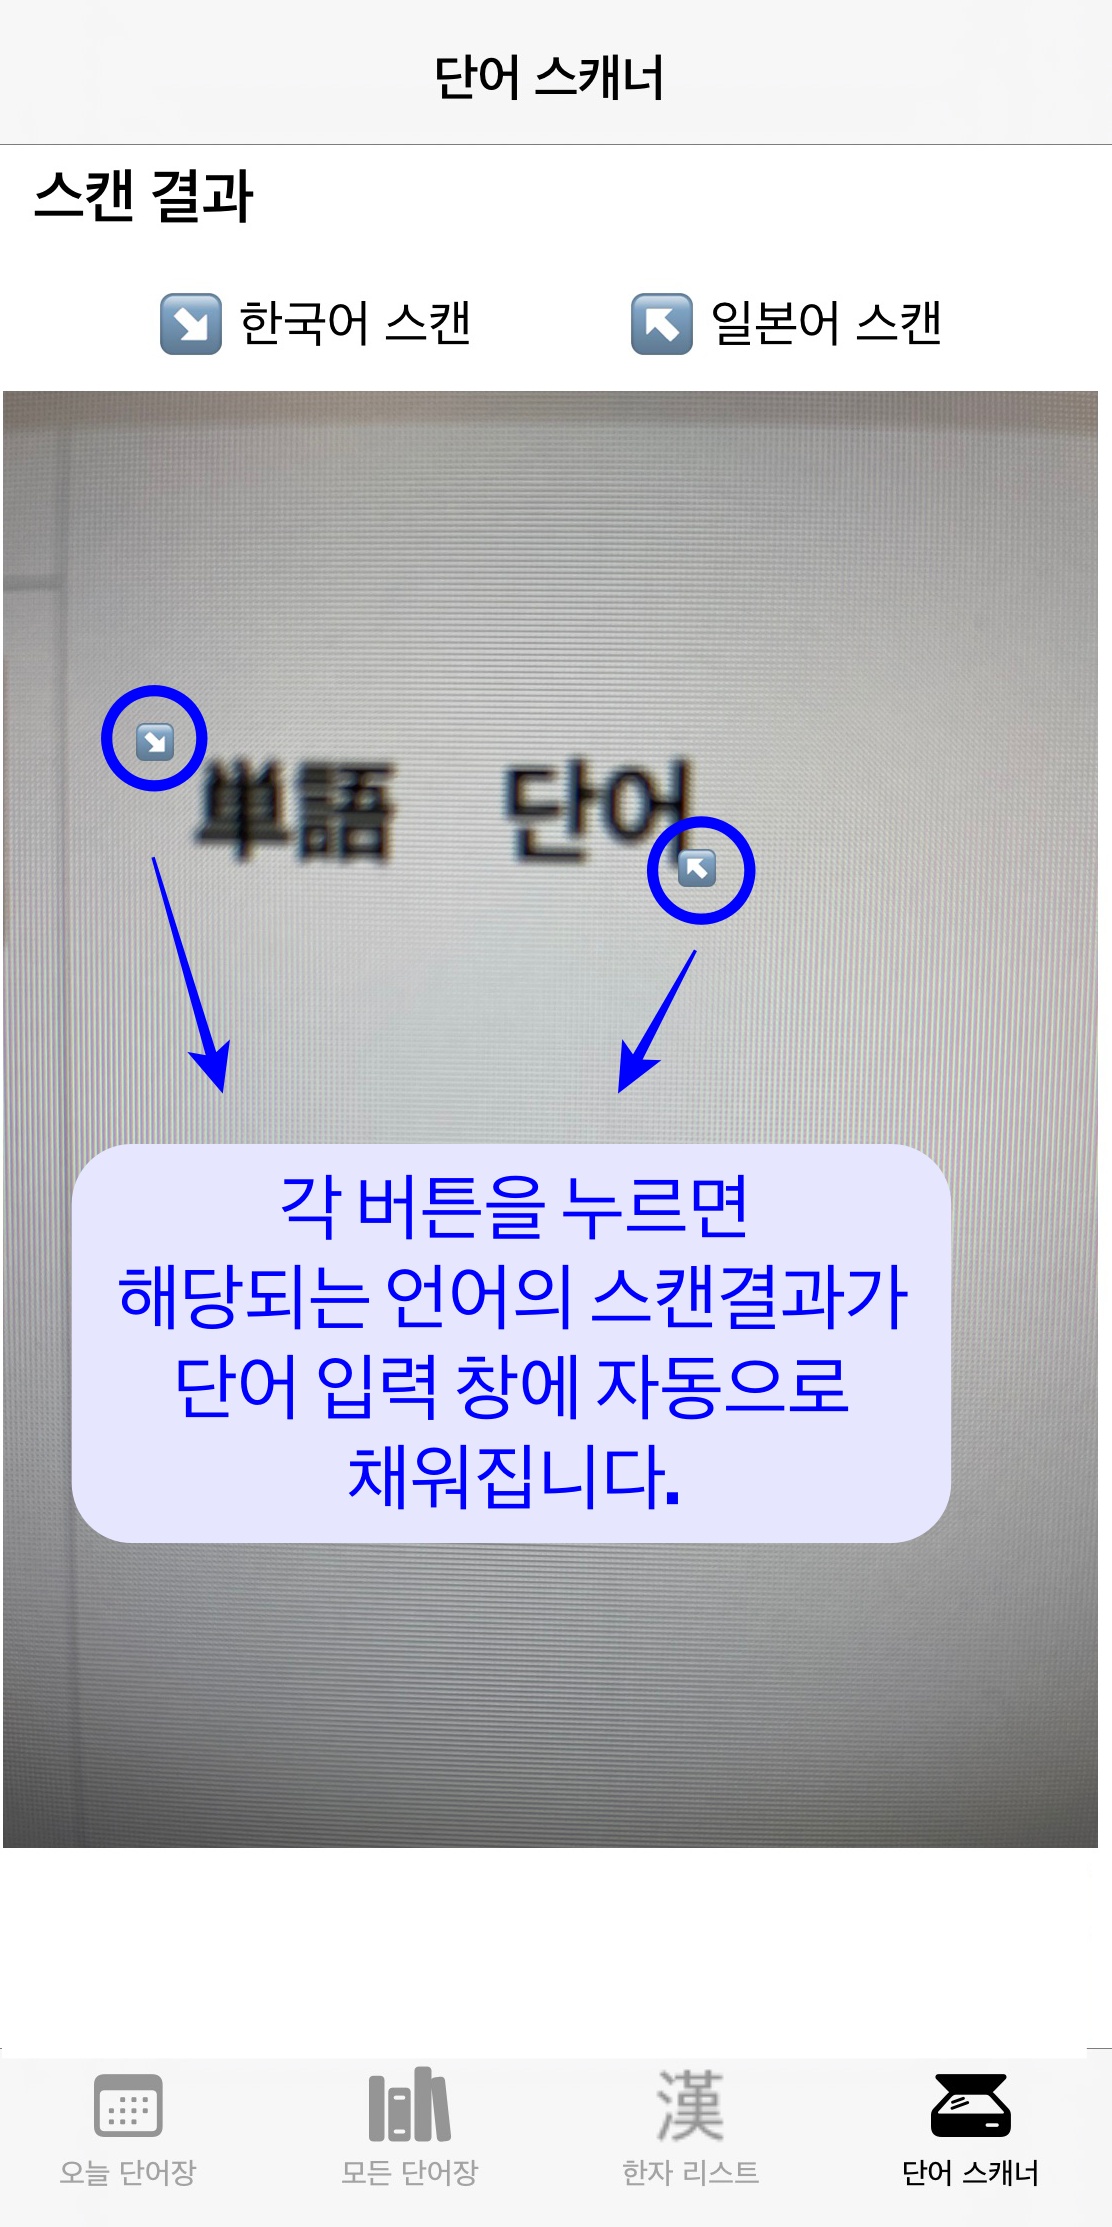 단어 스캐너
스캔 결과
한국어 스캔 일본어 스캔
単語 단어
각 버튼을 누르면
해당되는 언어의 스캔결과가
단어 입력 창에 자동으로
채워집니다.
漢
오늘 단어장 모든 단어장 한자 리스트 단어 스캐너